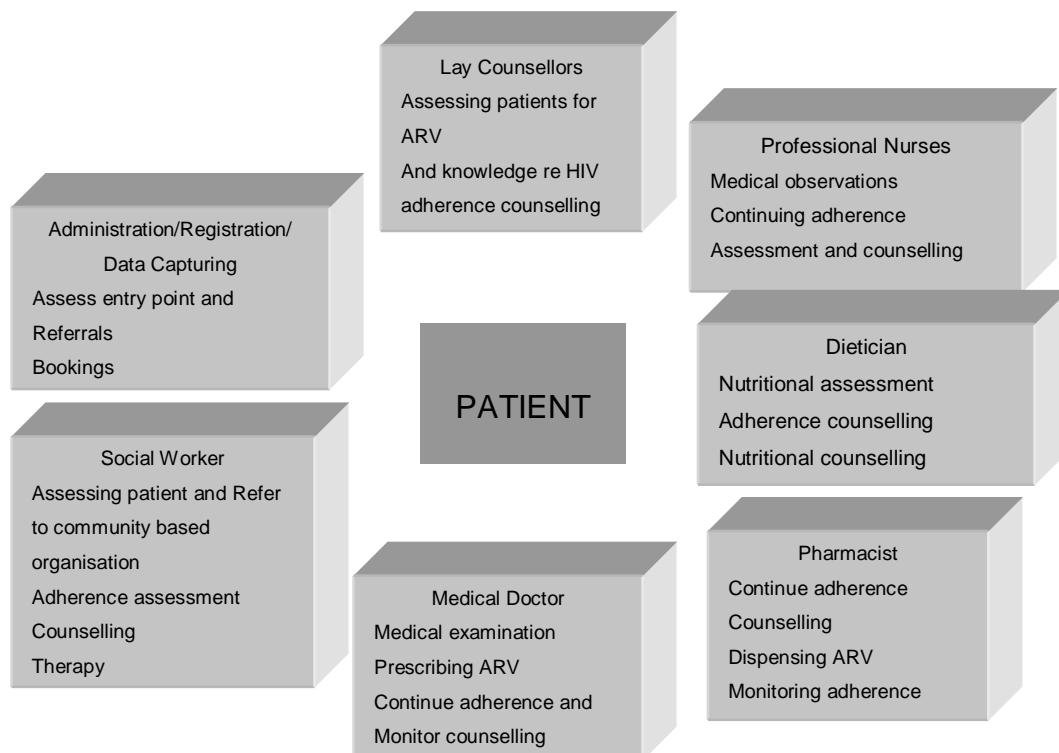 Lay Counsellors
Assessing patients for
ARV
And knowledge re HIV
adherence counselling
Professional Nurses
Medical observations
Continuing adherence
Assessment and counselling
Administration/Registration/
Data Capturing
Assess entry point and
Referrals
Bookings
PATIENT
Dietician
Nutritional assessment
Adherence counselling
Nutritional counselling
Social Worker
Assessing patient and Refer
to community based
organisation
Adherence assessment
Counselling
Therapy
Medical Doctor
Medical examination
Prescribing ARV
Continue adherence and
Monitor counselling
Pharmacist
Continue adherence
Counselling
Dispensing ARV
Monitoring adherence